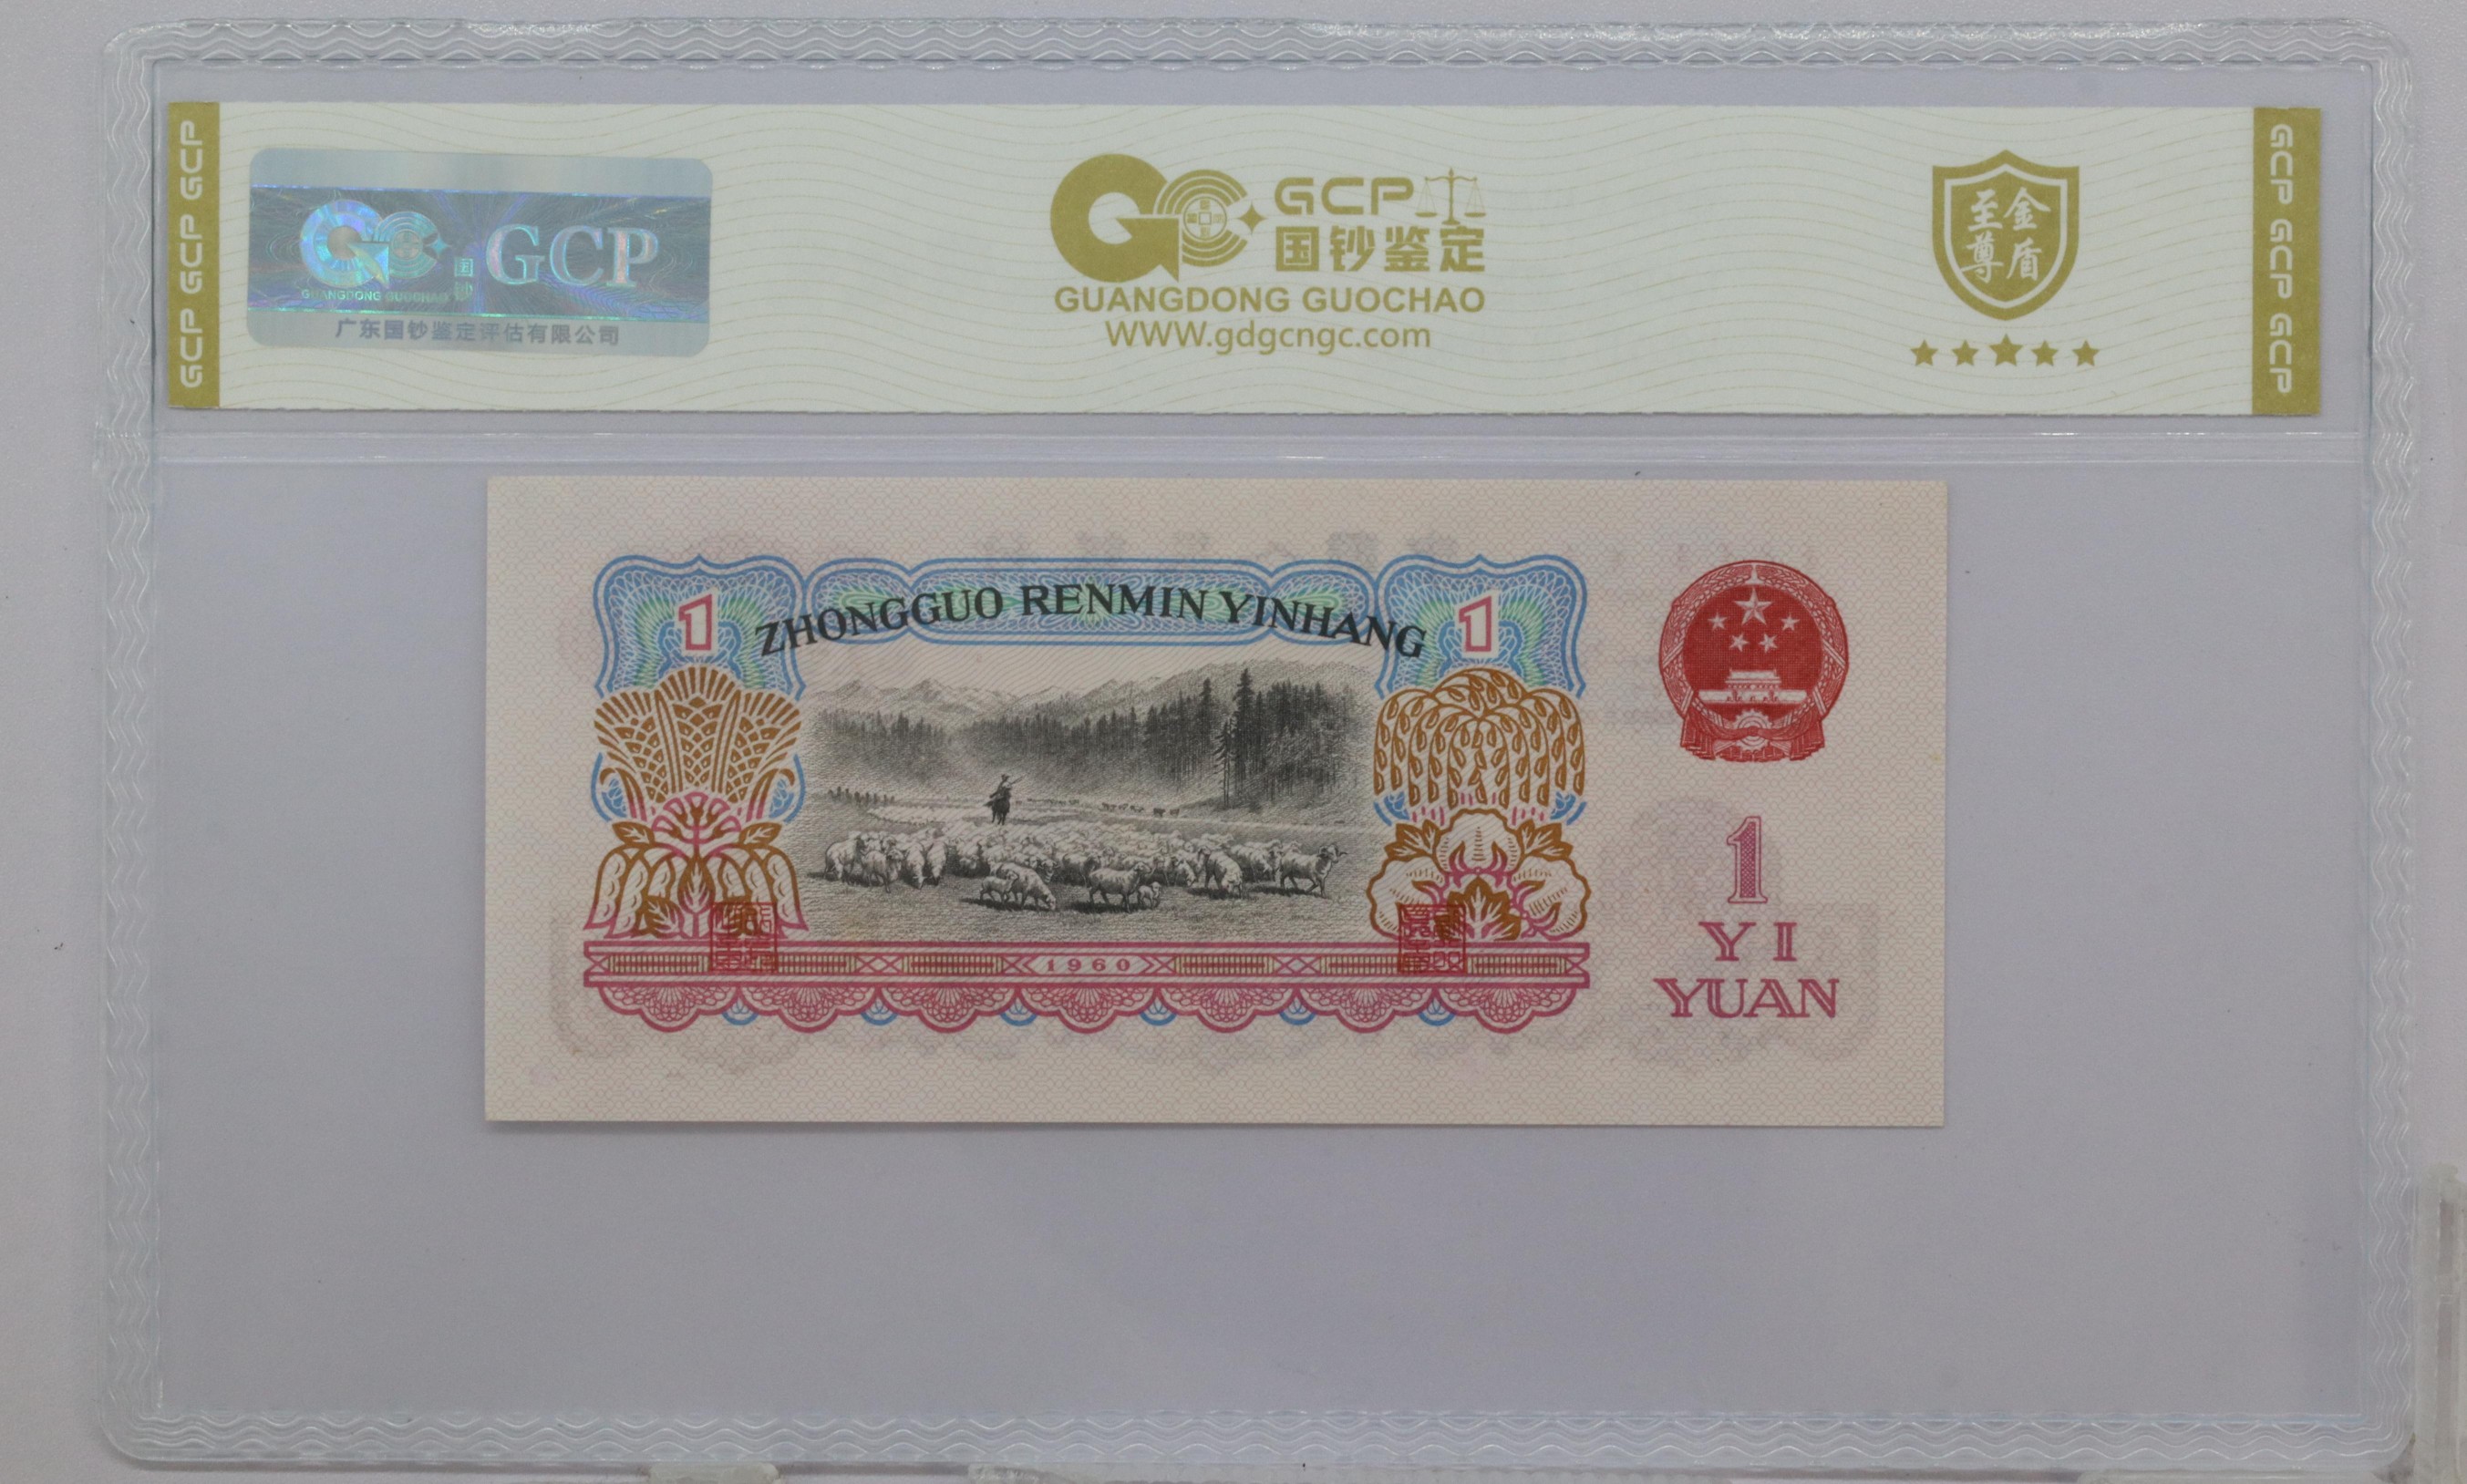 GCP GCP GCP
GUANGDONG GUOCHAO
国钞
GCP
广东国钞鉴定评估有限公司
GCP
国钞鉴定
GUANGDONG GUOCHAO
WWW.gdgcngc.com
至尊
金盾
GCP GCP GCP
1
ZHONGGUO RENMIN YINHANG
1
1960
1
YI
YUAN